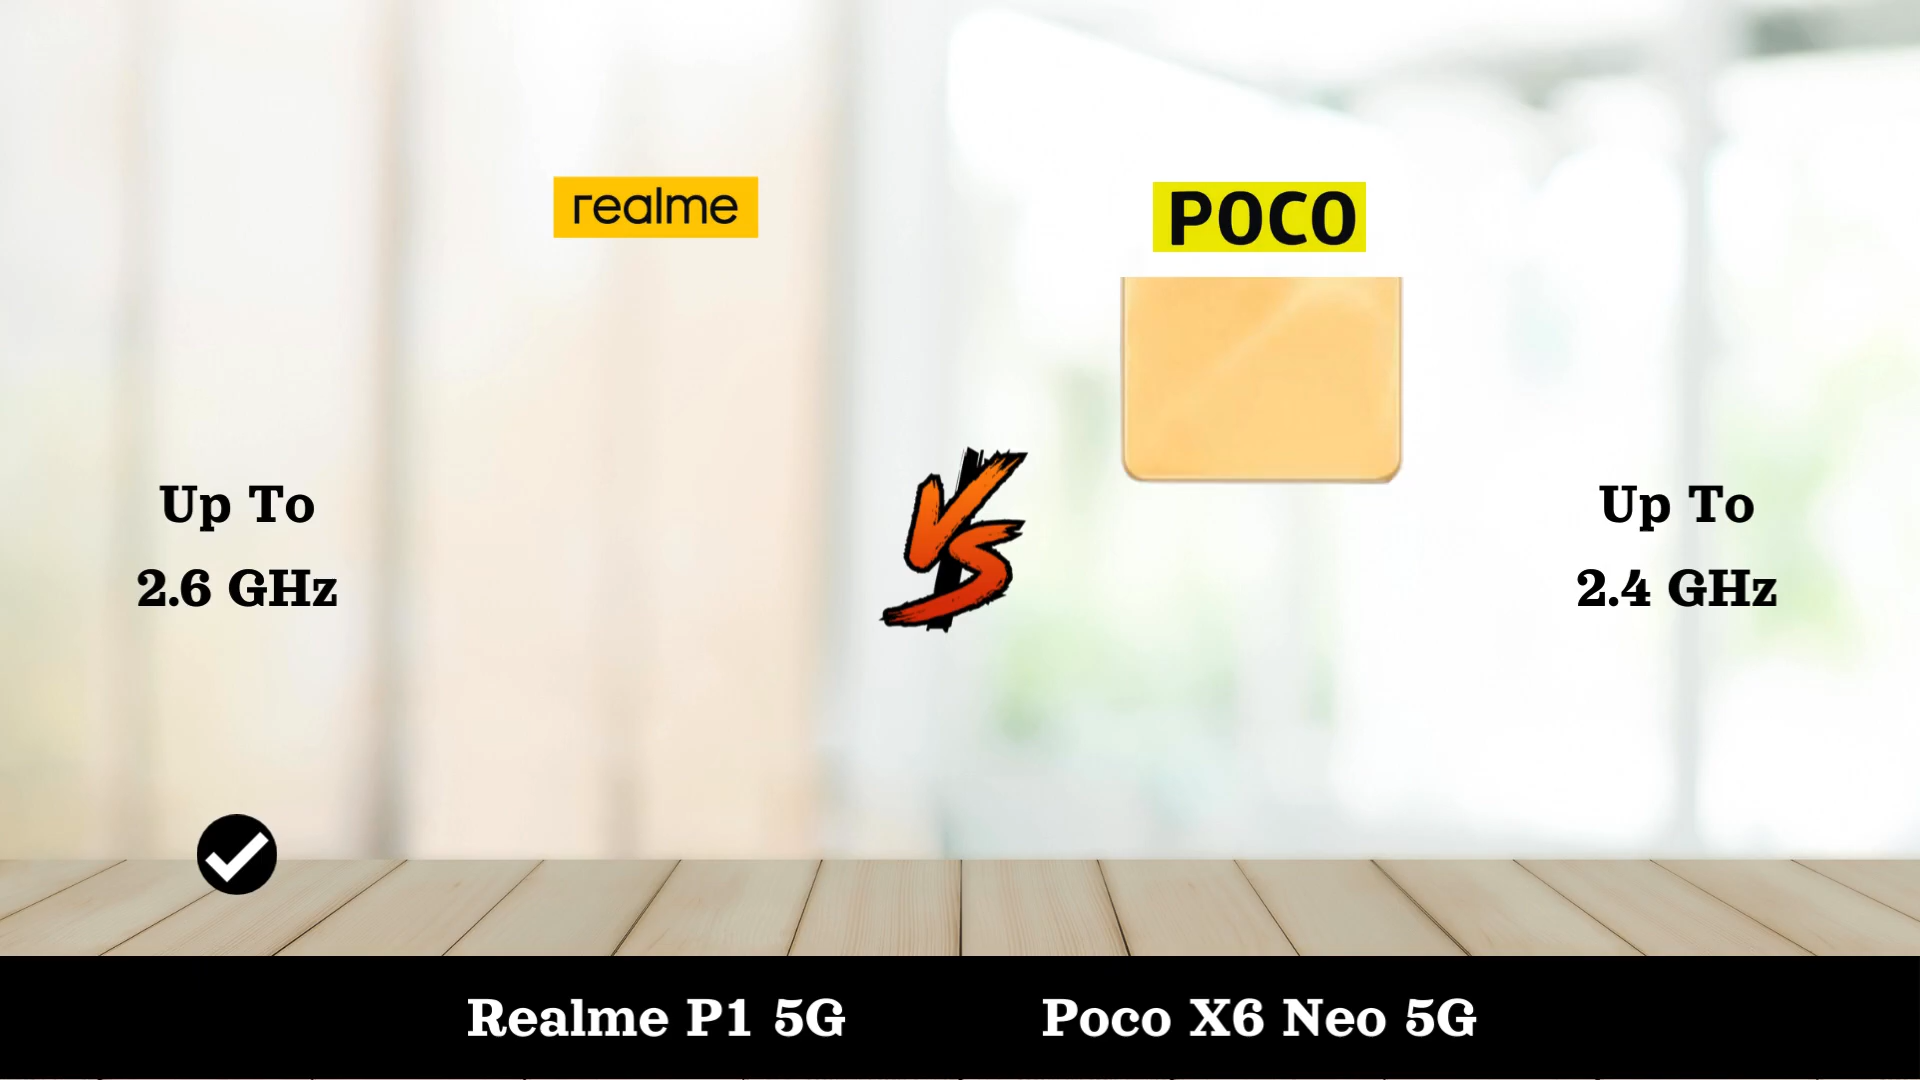 realme
POCO
VS
Up To
2.6 GHz
Up To
2.4 GHz
Realme P1 5G
Poco X6 Neo 5G